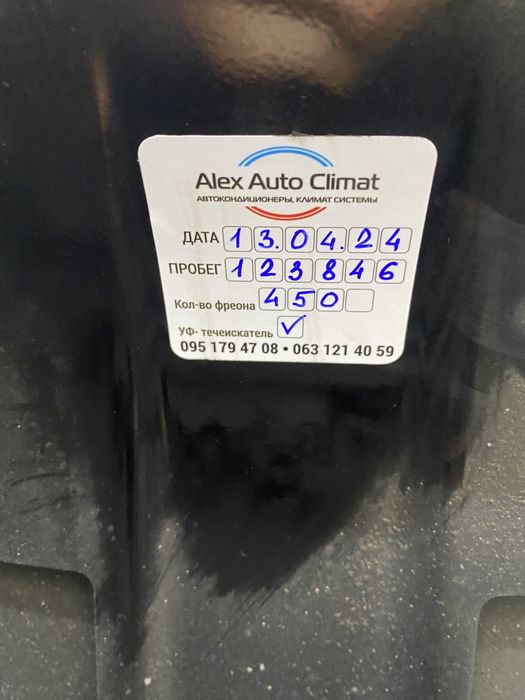 Alex Auto Climat
АВТОКОНДИЦИОНЕРЫ, КЛИМАТ СИСТЕМЫ
ДАТА 13.04.24
ПРОБЕГ 123846
Кол-во фреона 450
УФ- течеискатель ✓
095 179 47 08 • 063 121 40 59